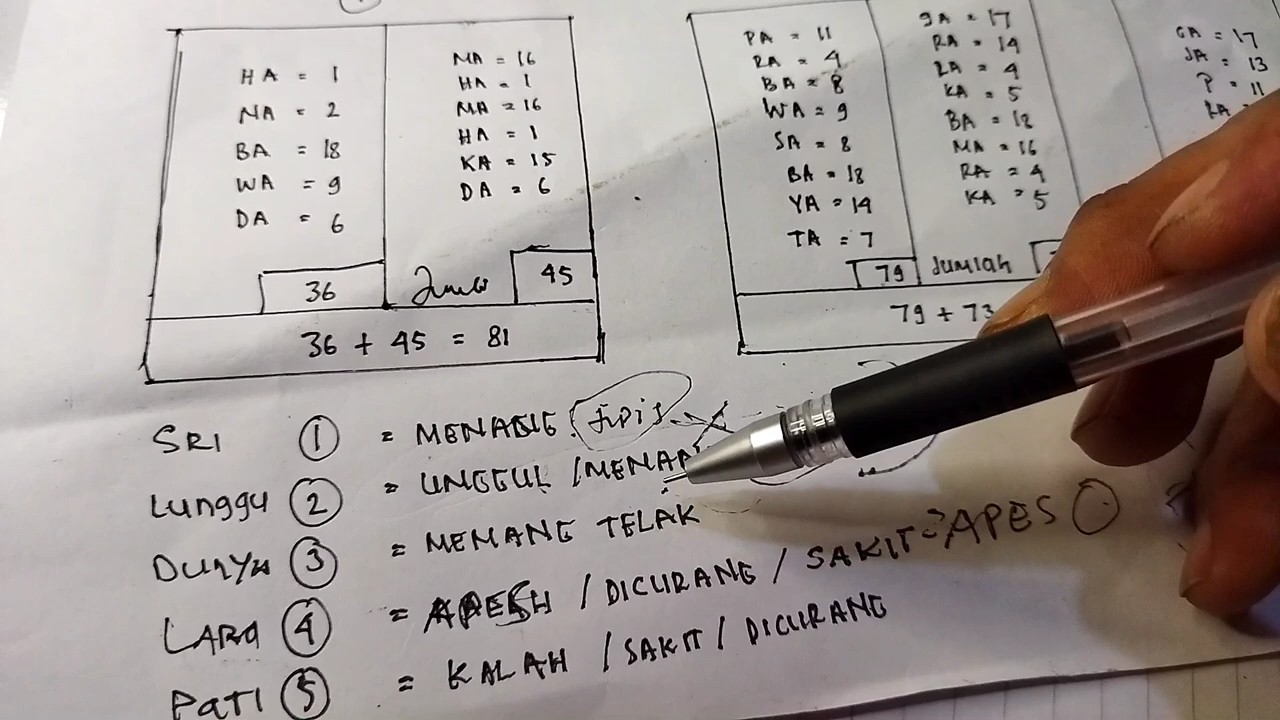 HA = 1
NA = 2
BA = 18
WA = 9
DA = 6
36
MA = 16
HA = 1
MA = 16
HA = 1
KA = 15
DA = 6
45
36 + 45 = 81
PA = 11
RA = 4
BA = 8
WA = 9
SA = 8
BA = 18
YA = 14
TA = 7
79
GA = 17
RA = 14
RA = 4
KA = 5
BA = 18
MA = 16
RA = 4
KA = 5
Jumlah
79 + 73
GA = 17
JA = 13
P = 11
RA =
SRI 1 = MENANG tipis
Lunggu 2 = UNGGUL / MENAN
DUNYA 3 = MENANG TELAK
LARA 4 = APESH / DICURANG / SAKIT = APES
PATI 5 = KALAH / SAKIT / DICURANG